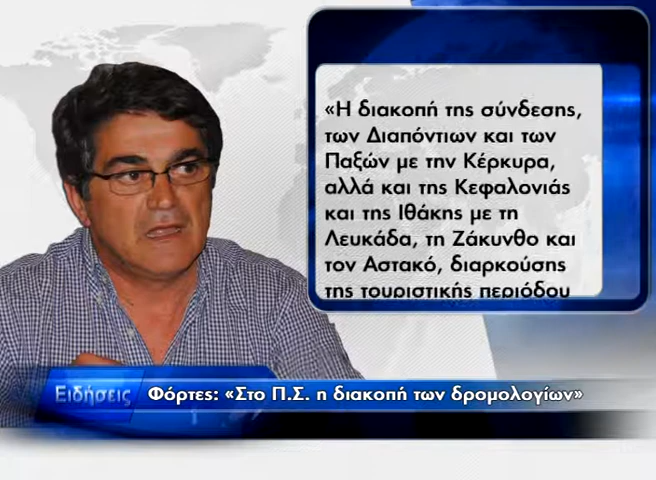 «Η διακοπή της σύνδεσης,
των Διαπόντιων και των
Παξών με την Κέρκυρα,
αλλά και της Κεφαλονιάς
και της Ιθάκης με τη
Λευκάδα, τη Ζάκυνθο και
τον Αστακό, διαρκούσης
της τουριστικής περιόδου
Ειδήσεις
Φόρτες: «Στο Π.Σ. η διακοπή των δρομολογίων»